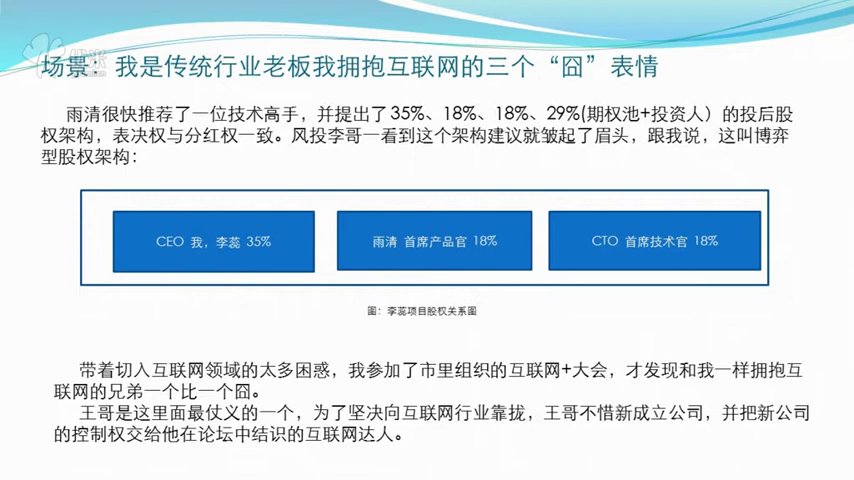 优米
场景：我是传统行业老板我拥抱互联网的三个“囧”表情
雨清很快推荐了一位技术高手，并提出了35%、18%、18%、29%(期权池+投资人）的投后股
权架构，表决权与分红权一致。风投李哥一看到这个架构建议就皱起了眉头，跟我说，这叫博弈
型股权架构：
CEO 我，李蕊 35%
雨清 首席产品官 18%
CTO 首席技术官 18%
图：李蕊项目股权关系图
带着切入互联网领域的太多困惑，我参加了市里组织的互联网+大会，才发现和我一样拥抱互
联网的兄弟一个比一个囧。
王哥是这里面最仗义的一个，为了坚决向互联网行业靠拢，王哥不惜新成立公司，并把新公司
的控制权交给他在论坛中结识的互联网达人。